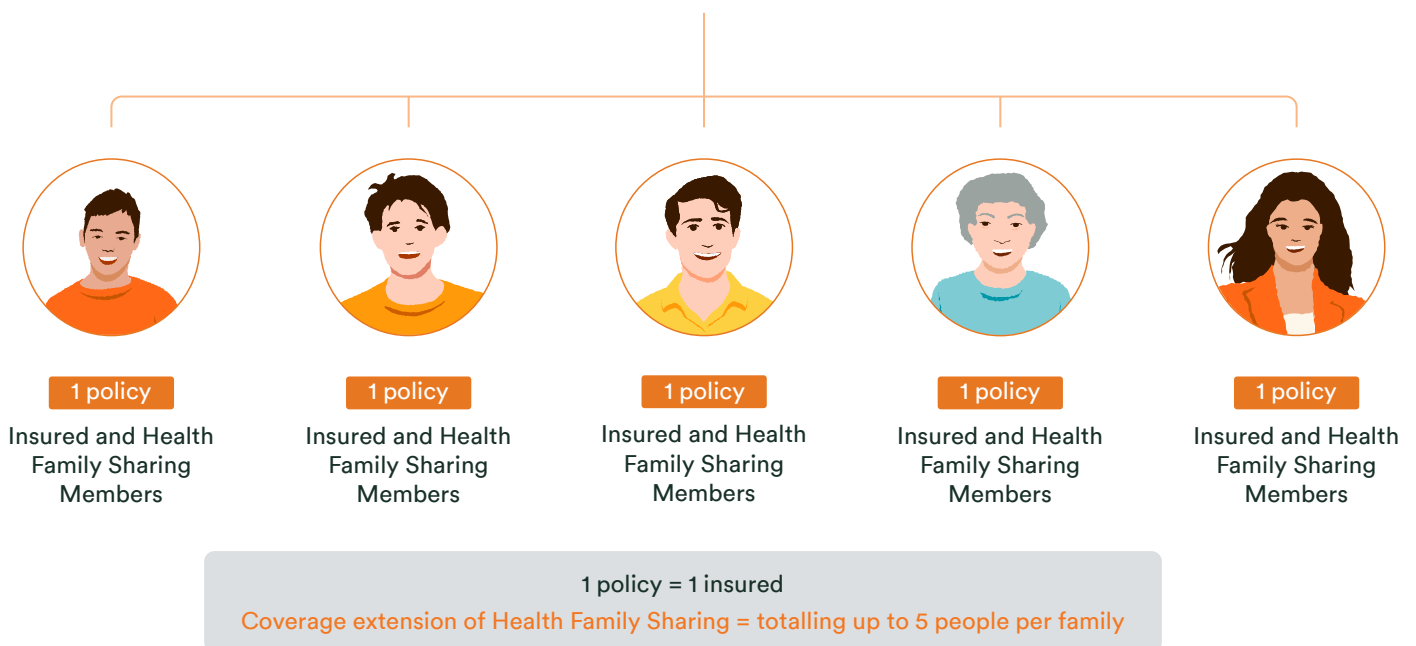 1 policy
1 policy
1 policy
1 policy
1 policy
Insured and Health
Family Sharing
Members
Insured and Health
Family Sharing
Members
Insured and Health
Family Sharing
Members
Insured and Health
Family Sharing
Members
Insured and Health
Family Sharing
Members
1 policy = 1 insured
Coverage extension of Health Family Sharing = totalling up to 5 people per family